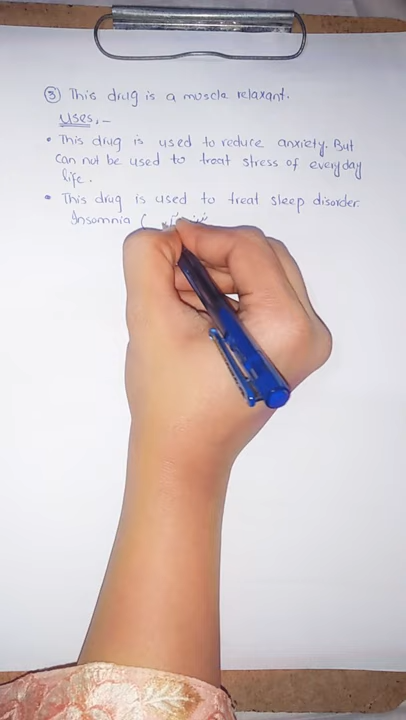 ③ This drug is a muscle relaxant.
Uses,-
• This drug is used to reduce anxiety. But
can not be used to treat stress of everyday
life.
• This drug is used to treat sleep disorder.
Insomnia (